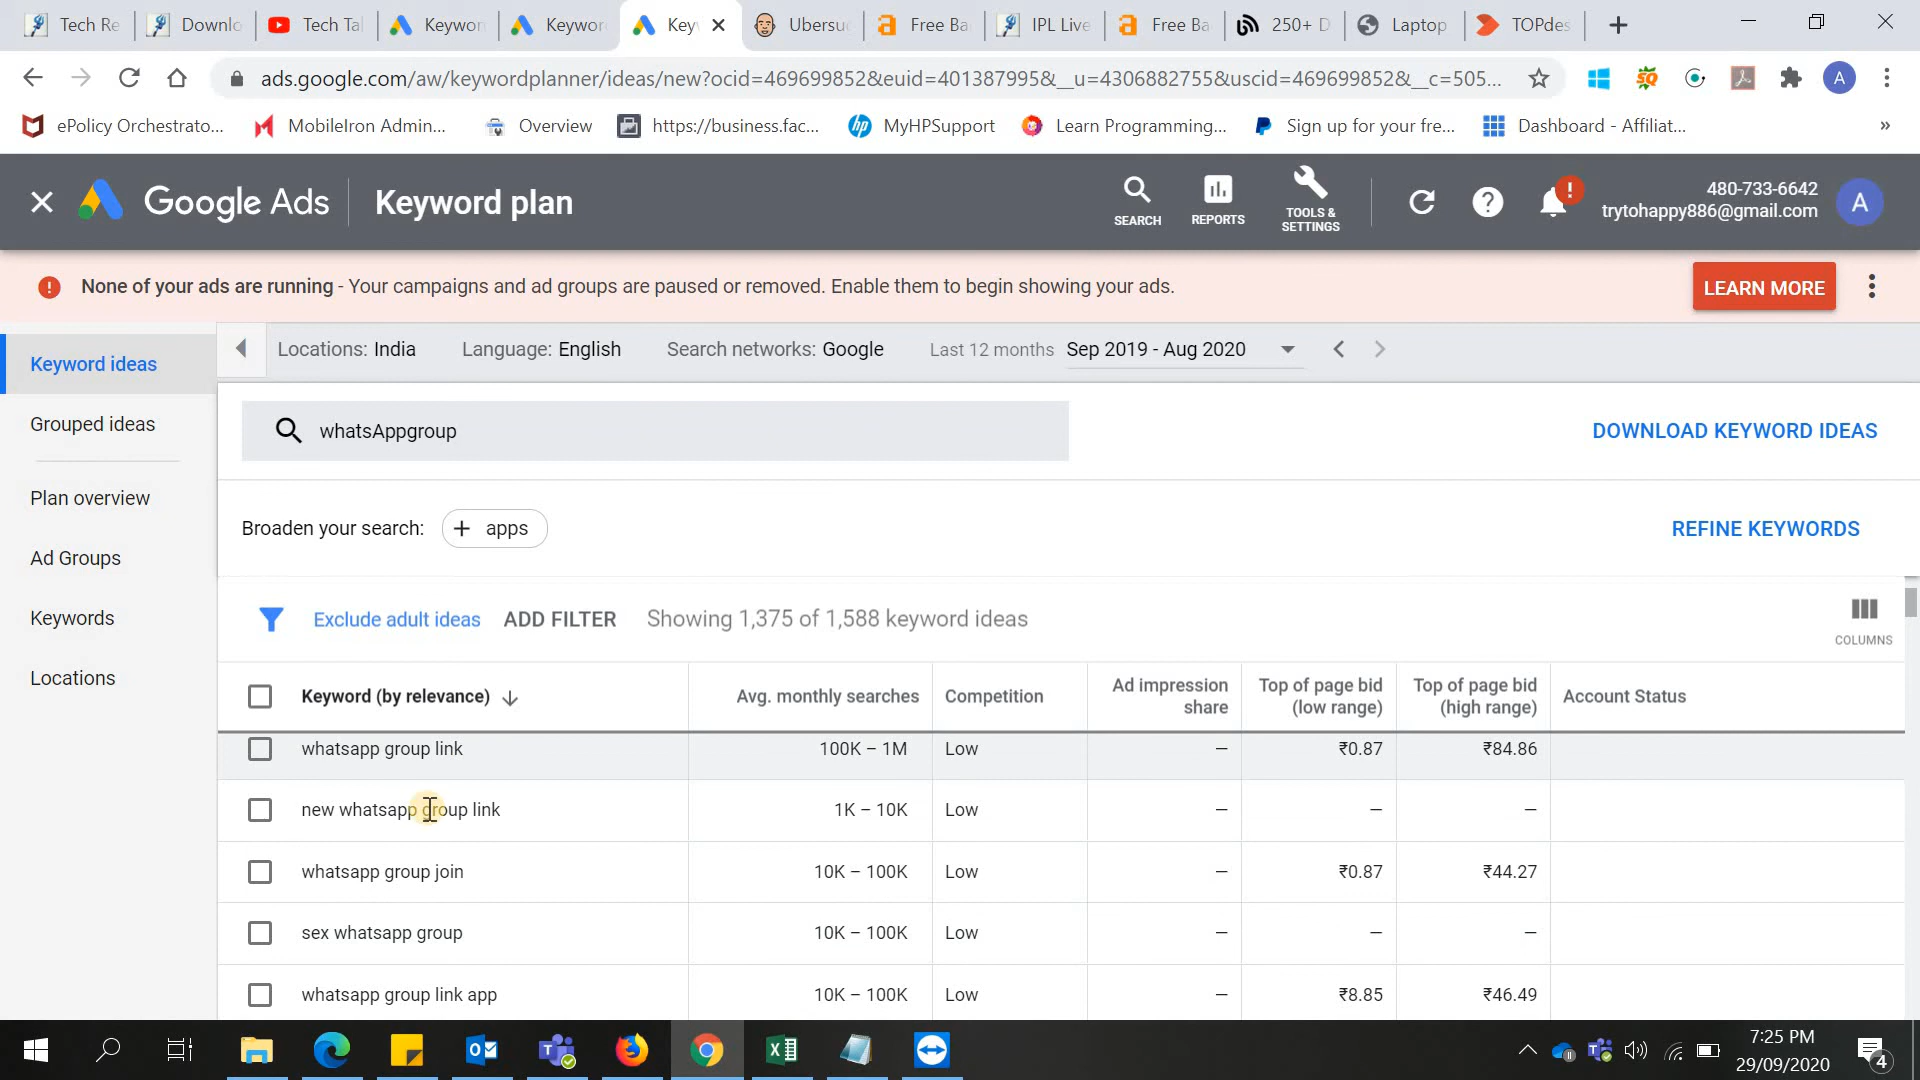 Tech Re
Downlo
Tech Tal
Keywor
Keywor
Key
Ubersu
Free Ba
IPL Live
Free Ba
250+ D
Laptop
TOPdes
ads.google.com/aw/keywordplanner/ideas/new?ocid=469699852&euid=401387995&__u=4306882755&uscid=469699852&__c=505...
A
ePolicy Orchestrato...
MobileIron Admin...
Overview
https://business.fac...
MyHPSupport
Learn Programming...
Sign up for your fre...
Dashboard - Affiliat...
»
Google Ads
Keyword plan
SEARCH
REPORTS
TOOLS &
SETTINGS
480-733-6642
trytohappy886@gmail.com
A
None of your ads are running - Your campaigns and ad groups are paused or removed. Enable them to begin showing your ads.
LEARN MORE
Keyword ideas
Grouped ideas
Plan overview
Ad Groups
Keywords
Locations
Locations: India
Language: English
Search networks: Google
Last 12 months
Sep 2019 - Aug 2020
whatsAppgroup
DOWNLOAD KEYWORD IDEAS
Broaden your search:
+ apps
REFINE KEYWORDS
Exclude adult ideas
ADD FILTER
Showing 1,375 of 1,588 keyword ideas
COLUMNS
Keyword (by relevance)
Avg. monthly searches
Competition
Ad impression
share
Top of page bid
(low range)
Top of page bid
(high range)
Account Status
whatsapp group link 100K – 1M Low – ₹0.87 ₹84.86
new whatsapp group link 1K – 10K Low – – –
whatsapp group join 10K – 100K Low – ₹0.87 ₹44.27
sex whatsapp group 10K – 100K Low – – –
whatsapp group link app 10K – 100K Low – ₹8.85 ₹46.49
7:25 PM
29/09/2020
4